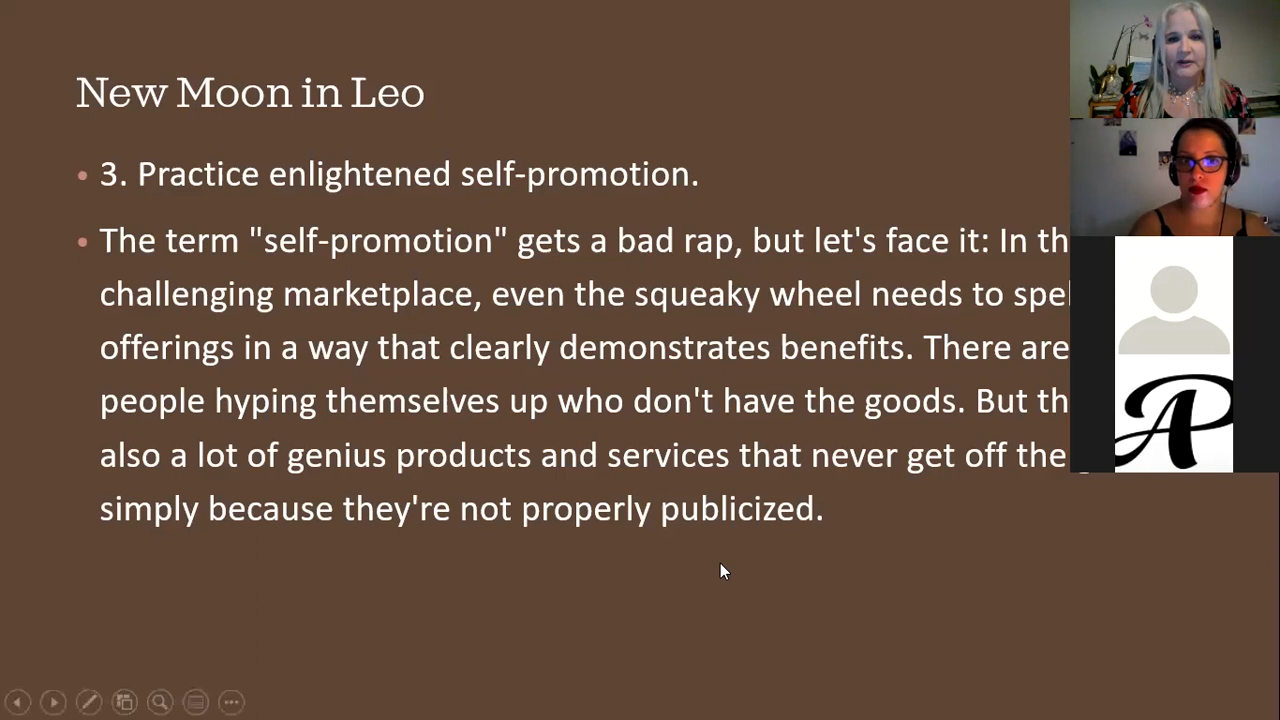 New Moon in Leo
3. Practice enlightened self-promotion.
The term "self-promotion" gets a bad rap, but let's face it: In
challenging marketplace, even the squeaky wheel needs to
offerings in a way that clearly demonstrates benefits. There are
people hyping themselves up who don't have the goods. But
also a lot of genius products and services that never get off the
simply because they're not properly publicized.
AP